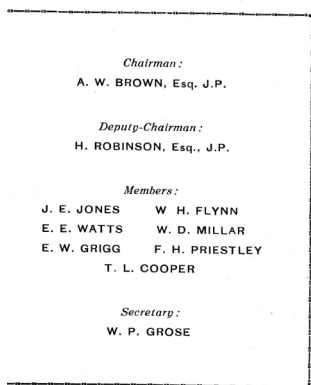 Chairman:
A. W. BROWN, Esq. J.P.
Deputy-Chairman:
H. ROBINSON, Esq., J.P.
Members:
J. E. JONES W H. FLYNN
E. E. WATTS W. D. MILLAR
E. W. GRIGG F. H. PRIESTLEY
T. L. COOPER
Secretary:
W. P. GROSE